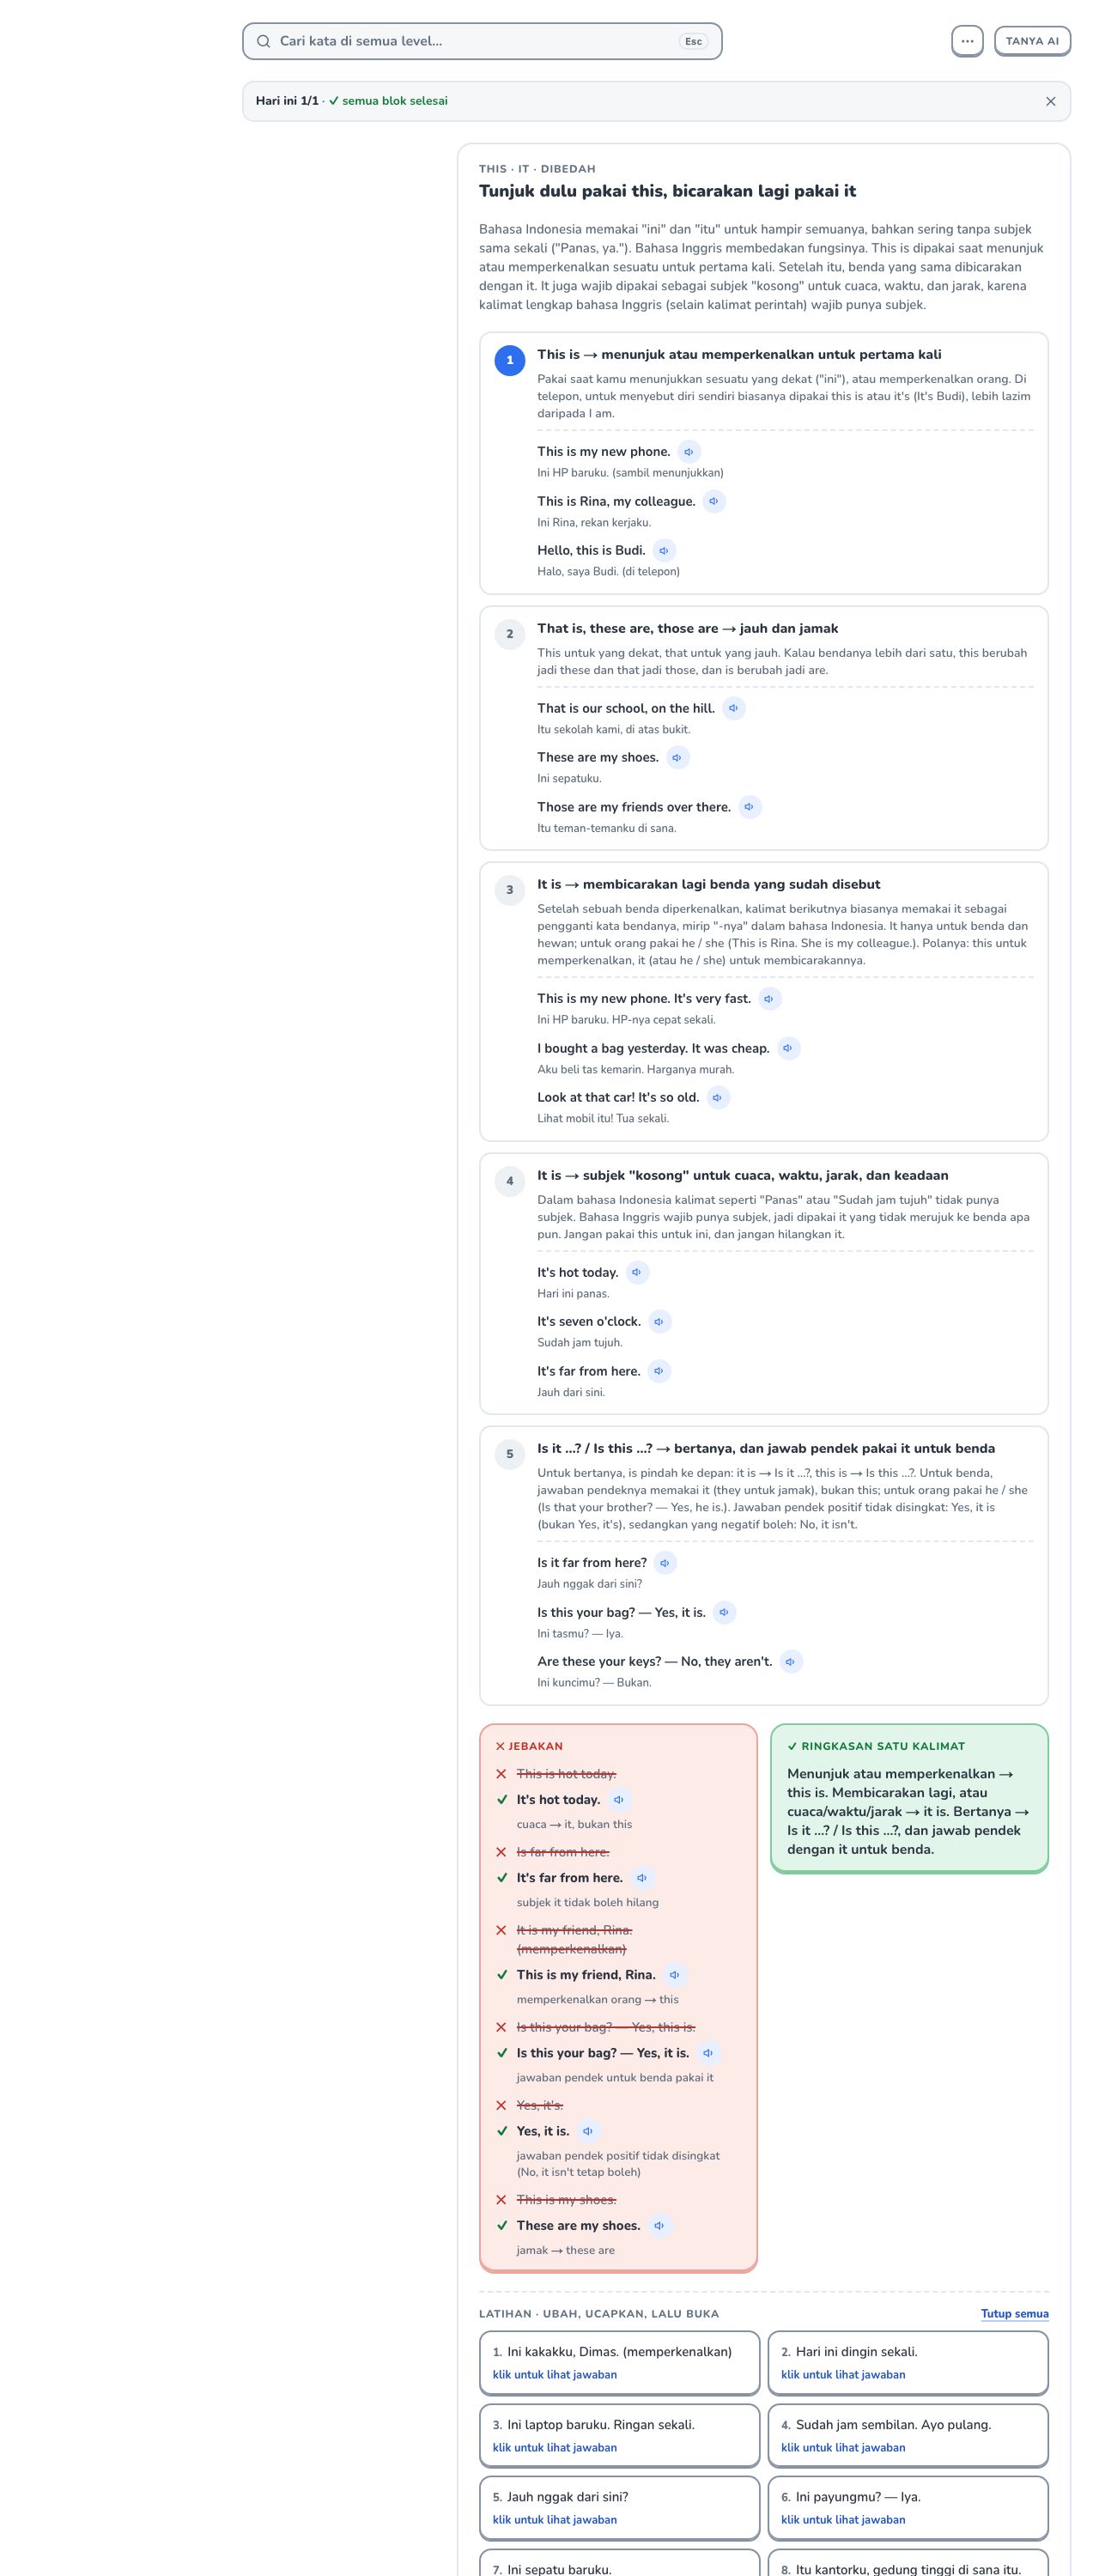 Cari kata di semua level...
Esc
...
TANYA AI
Hari ini 1/1 · ✓ semua blok selesai
THIS · IT · DIBEDAH
Tunjuk dulu pakai this, bicarakan lagi pakai it
Bahasa Indonesia memakai "ini" dan "itu" untuk hampir semuanya, bahkan sering tanpa subjek
sama sekali ("Panas, ya."). Bahasa Inggris membedakan fungsinya. This is dipakai saat menunjuk
atau memperkenalkan sesuatu untuk pertama kali. Setelah itu, benda yang sama dibicarakan
dengan it. It juga wajib dipakai sebagai subjek "kosong" untuk cuaca, waktu, dan jarak, karena
kalimat lengkap bahasa Inggris (selain kalimat perintah) wajib punya subjek.
1
This is → menunjuk atau memperkenalkan untuk pertama kali
Pakai saat kamu menunjukkan sesuatu yang dekat ("ini"), atau memperkenalkan orang. Di
telepon, untuk menyebut diri sendiri biasanya dipakai this is atau it's (It's Budi), lebih lazim
daripada I am.
This is my new phone.
Ini HP baruku. (sambil menunjukkan)
This is Rina, my colleague.
Ini Rina, rekan kerjaku.
Hello, this is Budi.
Halo, saya Budi. (di telepon)
2
That is, these are, those are → jauh dan jamak
This untuk yang dekat, that untuk yang jauh. Kalau bendanya lebih dari satu, this berubah
jadi these dan that jadi those, dan is berubah jadi are.
That is our school, on the hill.
Itu sekolah kami, di atas bukit.
These are my shoes.
Ini sepatuku.
Those are my friends over there.
Itu teman-temanku di sana.
3
It is → membicarakan lagi benda yang sudah disebut
Setelah sebuah benda diperkenalkan, kalimat berikutnya biasanya memakai it sebagai
pengganti kata bendanya, mirip "-nya" dalam bahasa Indonesia. It hanya untuk benda dan
hewan; untuk orang pakai he / she (This is Rina. She is my colleague.). Polanya: this untuk
memperkenalkan, it (atau he / she) untuk membicarakannya.
This is my new phone. It's very fast.
Ini HP baruku. HP-nya cepat sekali.
I bought a bag yesterday. It was cheap.
Aku beli tas kemarin. Harganya murah.
Look at that car! It's so old.
Lihat mobil itu! Tua sekali.
4
It is → subjek "kosong" untuk cuaca, waktu, jarak, dan keadaan
Dalam bahasa Indonesia kalimat seperti "Panas" atau "Sudah jam tujuh" tidak punya
subjek. Bahasa Inggris wajib punya subjek, jadi dipakai it yang tidak merujuk ke benda apa
pun. Jangan pakai this untuk ini, dan jangan hilangkan it.
It's hot today.
Hari ini panas.
It's seven o'clock.
Sudah jam tujuh.
It's far from here.
Jauh dari sini.
5
Is it ...? / Is this ...? → bertanya, dan jawab pendek pakai it untuk benda
Untuk bertanya, is pindah ke depan: it is → Is it ...?, this is → Is this ...?. Untuk benda,
jawaban pendeknya memakai it (they untuk jamak), bukan this; untuk orang pakai he / she
(Is that your brother? — Yes, he is.). Jawaban pendek positif tidak disingkat: Yes, it is
(bukan Yes, it's), sedangkan yang negatif boleh: No, it isn't.
Is it far from here?
Jauh nggak dari sini?
Is this your bag? — Yes, it is.
Ini tasmu? — Iya.
Are these your keys? — No, they aren't.
Ini kuncimu? — Bukan.
✕ JEBAKAN
✕ This is hot today.
✓ It's hot today.
cuaca → it, bukan this
✕ Is far from here.
✓ It's far from here.
subjek it tidak boleh hilang
✕ It is my friend, Rina.
(memperkenalkan)
✓ This is my friend, Rina.
memperkenalkan orang → this
✕ Is this your bag? — Yes, this is.
✓ Is this your bag? — Yes, it is.
jawaban pendek untuk benda pakai it
✕ Yes, it's.
✓ Yes, it is.
jawaban pendek positif tidak disingkat
(No, it isn't tetap boleh)
✕ This is my shoes.
✓ These are my shoes.
jamak → these are
✓ RINGKASAN SATU KALIMAT
Menunjuk atau memperkenalkan →
this is. Membicarakan lagi, atau
cuaca/waktu/jarak → it is. Bertanya →
Is it ...? / Is this ...?, dan jawab pendek
dengan it untuk benda.
LATIHAN · UBAH, UCAPKAN, LALU BUKA
Tutup semua
1. Ini kakakku, Dimas. (memperkenalkan)
klik untuk lihat jawaban
2. Hari ini dingin sekali.
klik untuk lihat jawaban
3. Ini laptop baruku. Ringan sekali.
klik untuk lihat jawaban
4. Sudah jam sembilan. Ayo pulang.
klik untuk lihat jawaban
5. Jauh nggak dari sini?
klik untuk lihat jawaban
6. Ini payungmu? — Iya.
klik untuk lihat jawaban
7. Ini sepatu baruku.
8. Itu kantorku, gedung tinggi di sana itu.